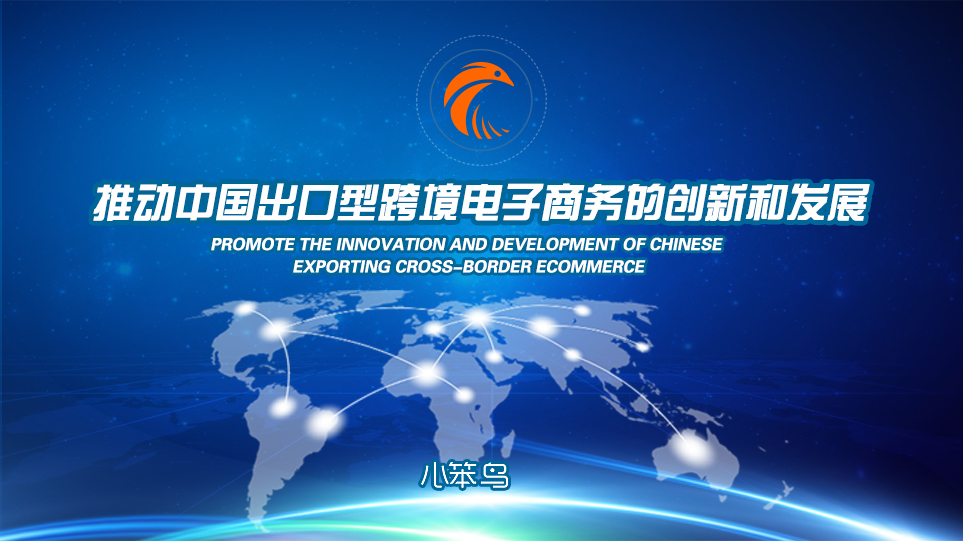 推动中国出口型跨境电子商务的创新和发展
PROMOTE THE INNOVATION AND DEVELOPMENT OF CHINESE
EXPORTING CROSS-BORDER ECOMMERCE
小笨鸟